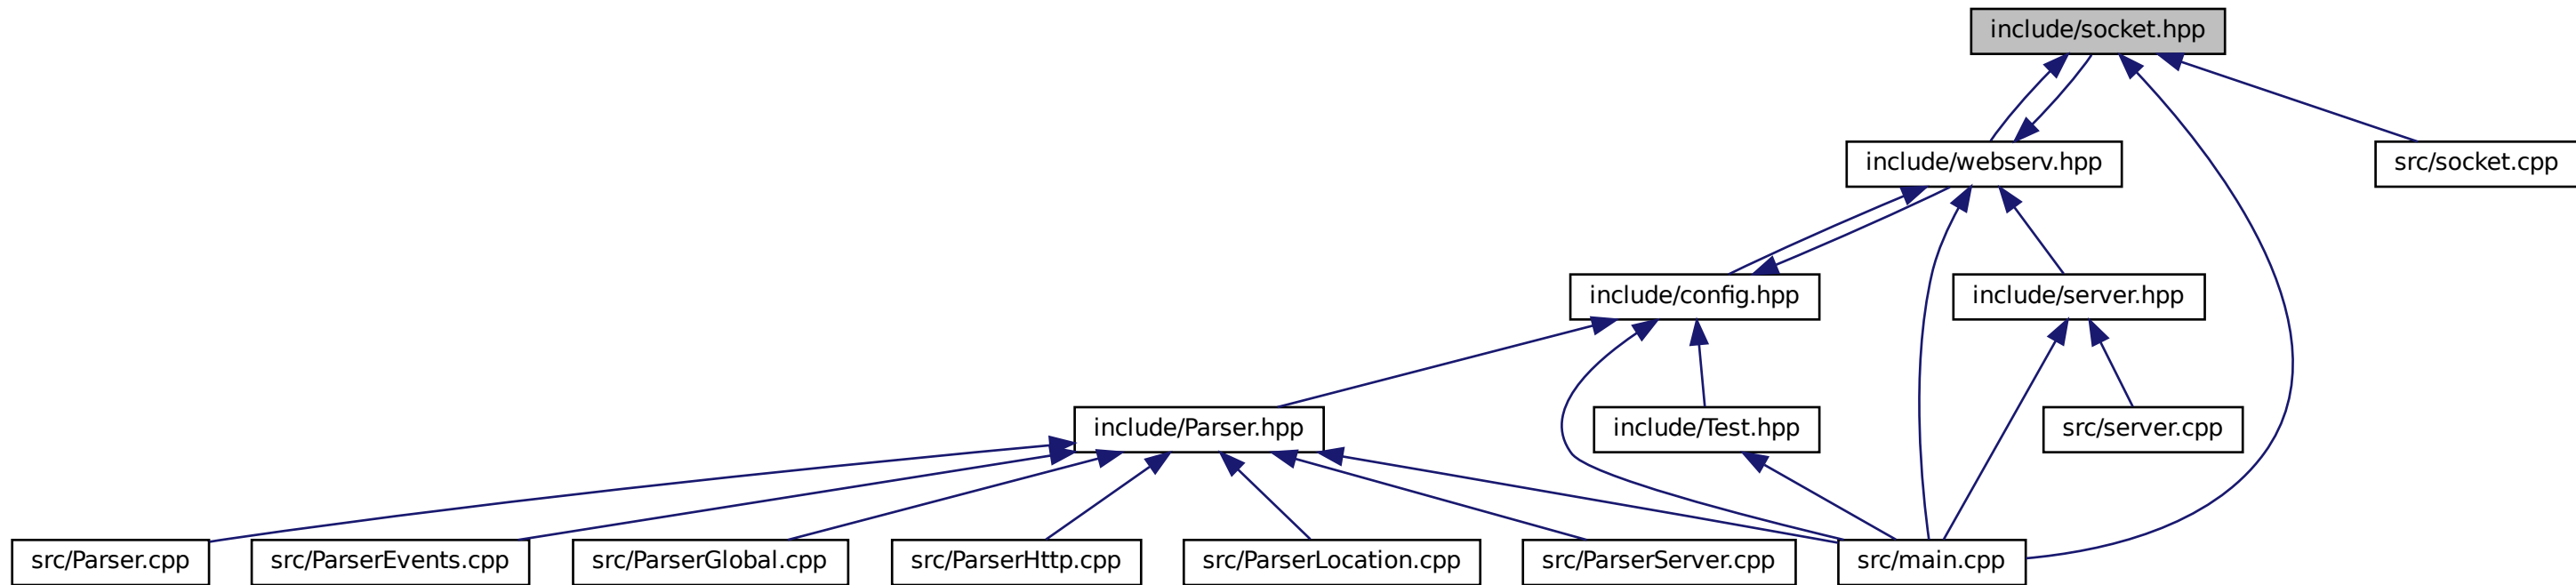 include/socket.hpp
include/webserv.hpp
src/socket.cpp
include/config.hpp
include/server.hpp
include/Parser.hpp
include/Test.hpp
src/server.cpp
src/Parser.cpp
src/ParserEvents.cpp
src/ParserGlobal.cpp
src/ParserHttp.cpp
src/ParserLocation.cpp
src/ParserServer.cpp
src/main.cpp